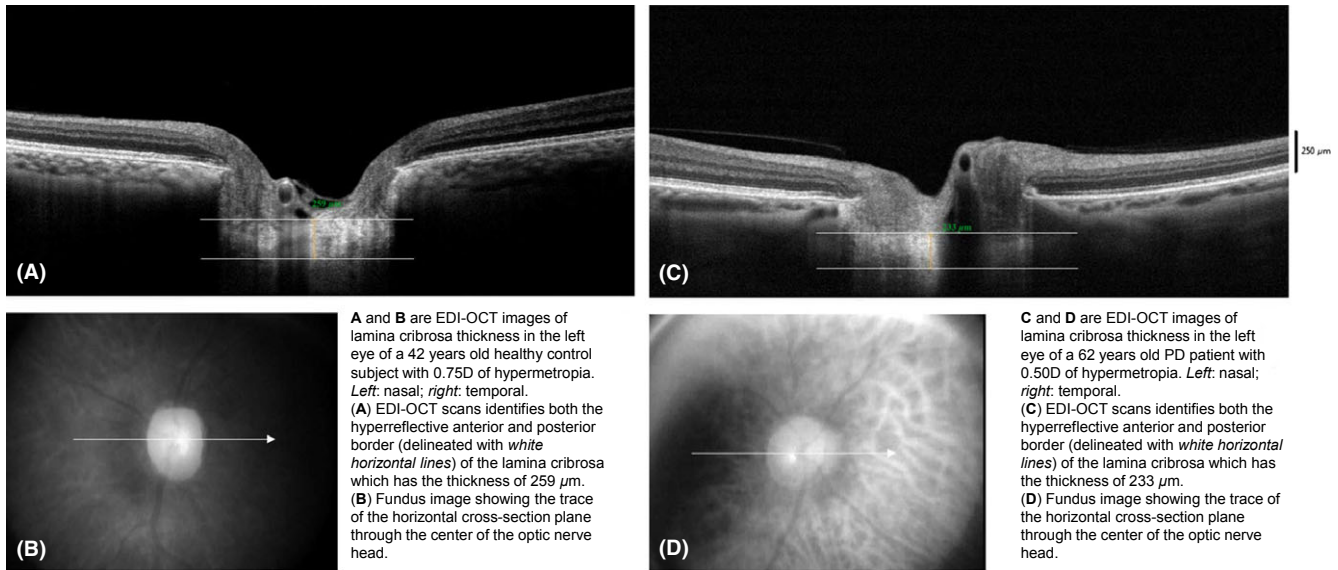 259 µm
(A)
233 µm
250 µm
(C)
(B)
A and B are EDI-OCT images of
lamina cribrosa thickness in the left
eye of a 42 years old healthy control
subject with 0.75D of hypermetropia.
Left: nasal; right: temporal.
(A) EDI-OCT scans identifies both the
hyperreflective anterior and posterior
border (delineated with white
horizontal lines) of the lamina cribrosa
which has the thickness of 259 µm.
(B) Fundus image showing the trace
of the horizontal cross-section plane
through the center of the optic nerve
head.
(D)
C and D are EDI-OCT images of
lamina cribrosa thickness in the left
eye of a 62 years old PD patient with
0.50D of hypermetropia. Left: nasal;
right: temporal.
(C) EDI-OCT scans identifies both the
hyperreflective anterior and posterior
border (delineated with white horizontal
lines) of the lamina cribrosa which has
the thickness of 233 µm.
(D) Fundus image showing the trace of
the horizontal cross-section plane
through the center of the optic nerve
head.